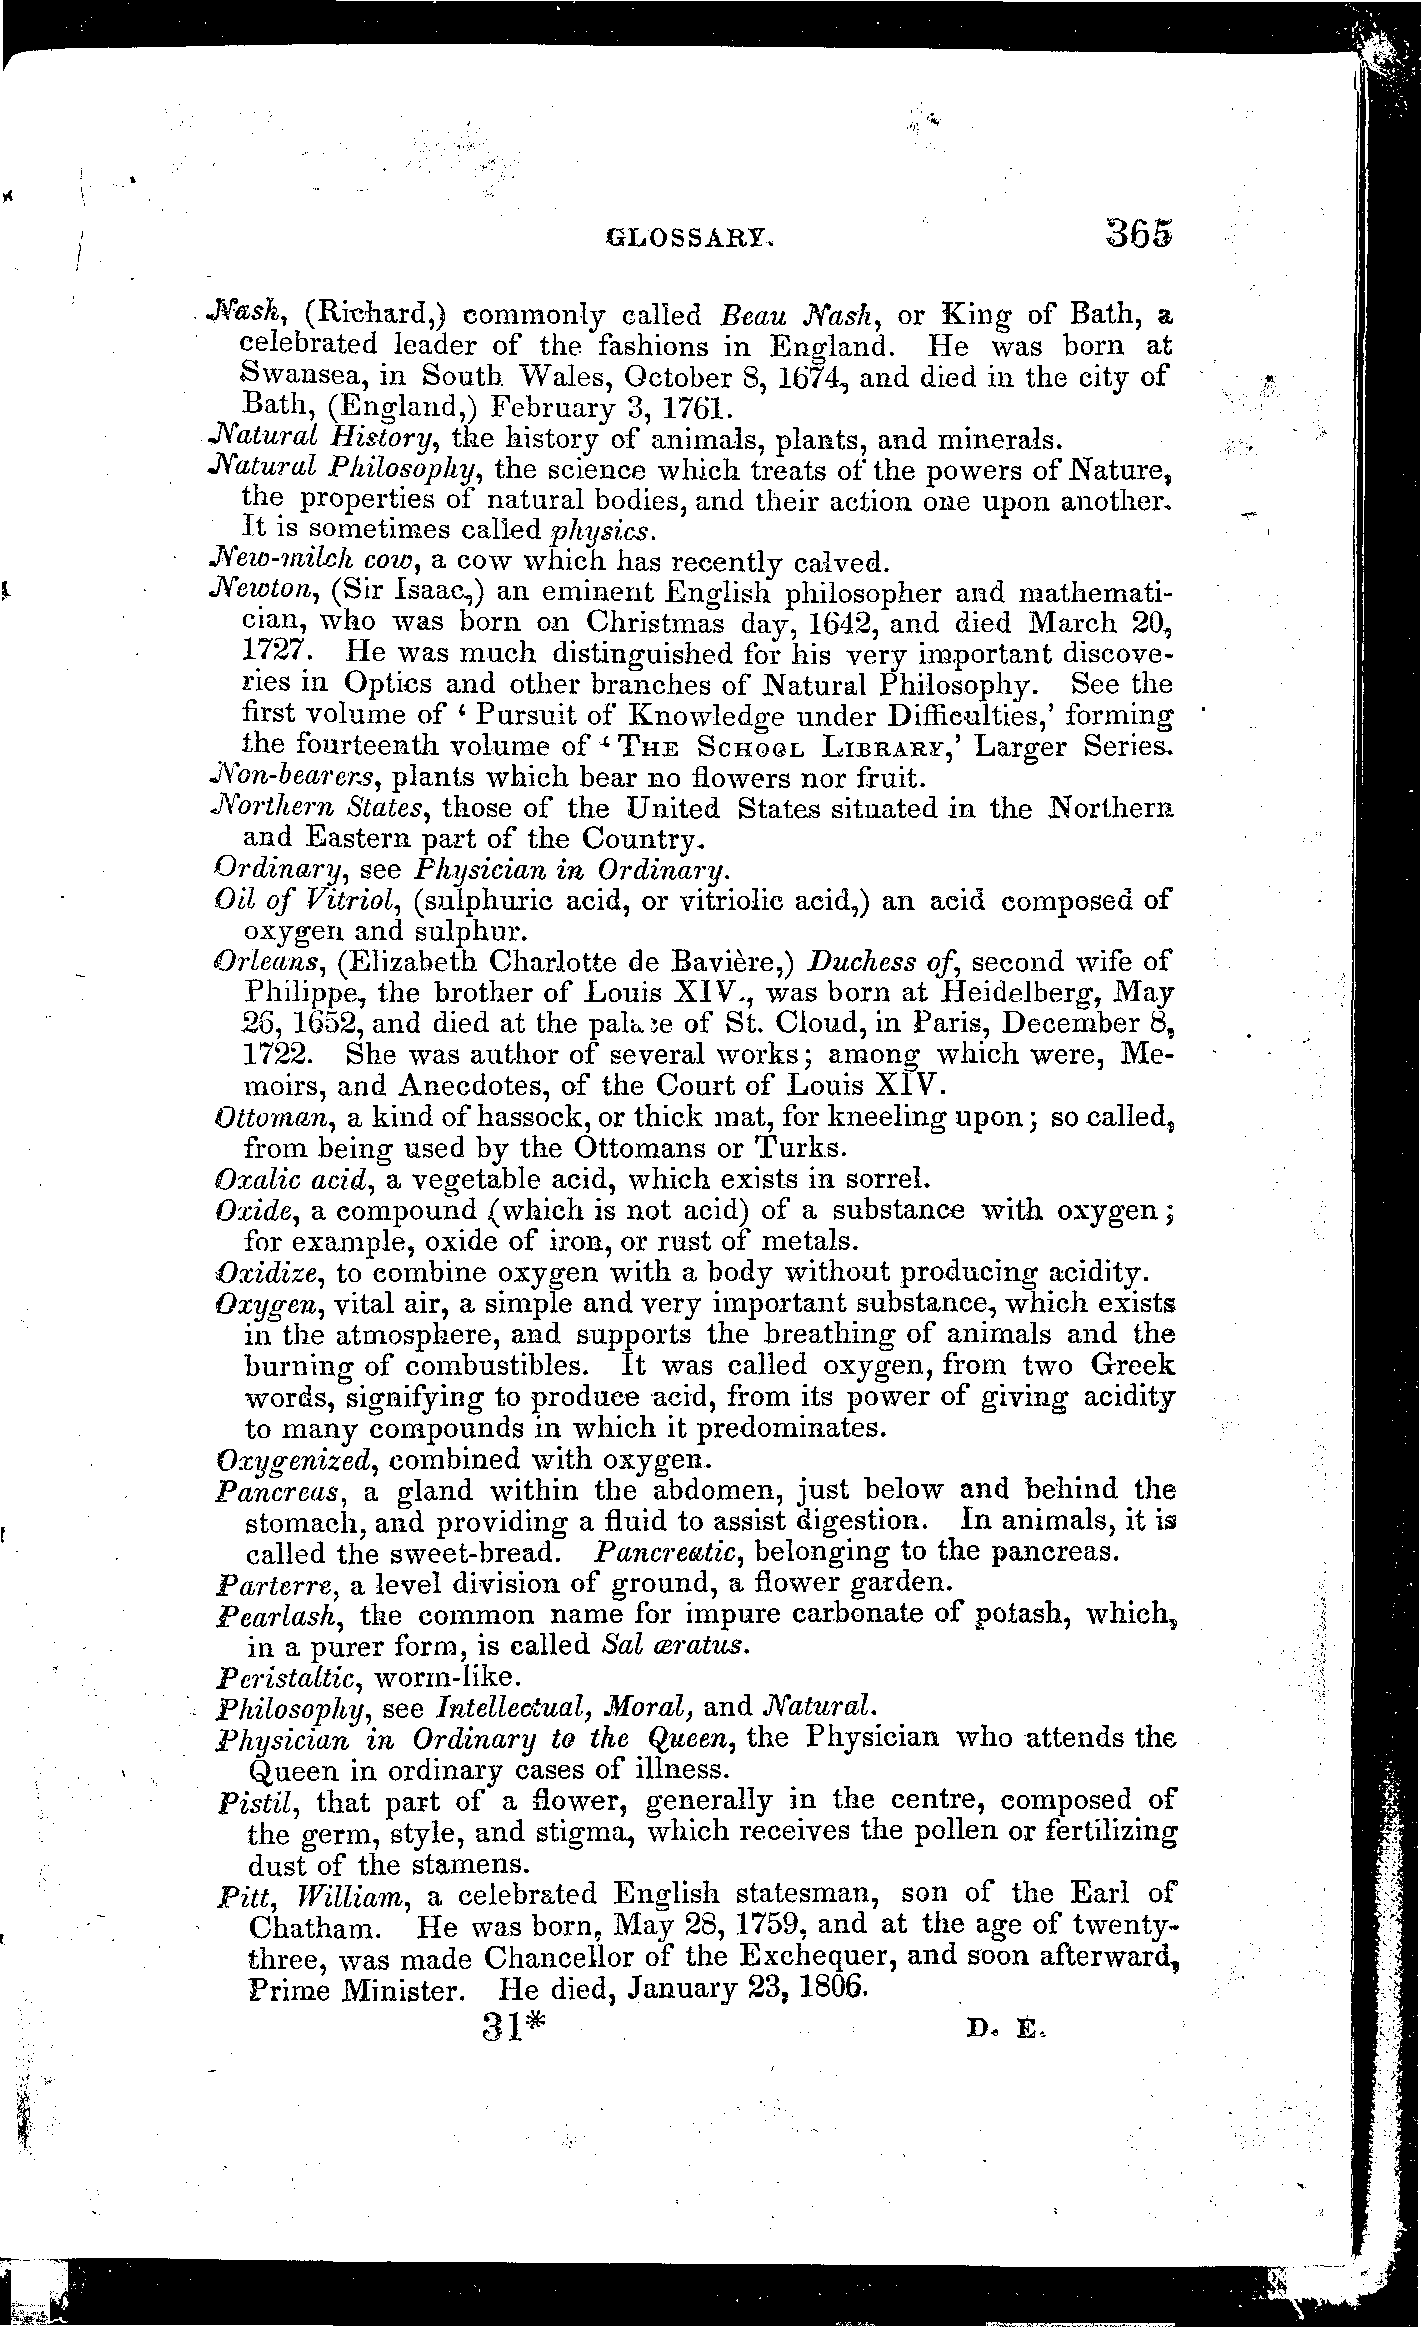 GLOSSARY. 365
Nash, (Richard,) commonly called Beau Nash, or King of Bath, a
celebrated leader of the fashions in England. He was born at
Swansea, in South Wales, October 8, 1674, and died in the city of
Bath, (England,) February 3, 1761.
Natural History, the history of animals, plants, and minerals.
Natural Philosophy, the science which treats of the powers of Nature,
the properties of natural bodies, and their action one upon another.
It is sometimes called physics.
New-milch cow, a cow which has recently calved.
Newton, (Sir Isaac,) an eminent English philosopher and mathemati-
cian, who was born on Christmas day, 1642, and died March 20,
1727. He was much distinguished for his very important discove-
ries in Optics and other branches of Natural Philosophy. See the
first volume of ‘Pursuit of Knowledge under Difficulties,’ forming
the fourteenth volume of ‘THE SCHOOL LIBRARY,’ Larger Series.
Non-bearers, plants which bear no flowers nor fruit.
Northern States, those of the United States situated in the Northern
and Eastern part of the Country.
Ordinary, see Physician in Ordinary.
Oil of Vitriol, (sulphuric acid, or vitriolic acid,) an acid composed of
oxygen and sulphur.
Orleans, (Elizabeth Charlotte de Bavière,) Duchess of, second wife of
Philippe, the brother of Louis XIV., was born at Heidelberg, May
26, 1652, and died at the palace of St. Cloud, in Paris, December 8,
1722. She was author of several works; among which were, Me-
moirs, and Anecdotes, of the Court of Louis XIV.
Ottoman, a kind of hassock, or thick mat, for kneeling upon; so called,
from being used by the Ottomans or Turks.
Oxalic acid, a vegetable acid, which exists in sorrel.
Oxide, a compound (which is not acid) of a substance with oxygen;
for example, oxide of iron, or rust of metals.
Oxidize, to combine oxygen with a body without producing acidity.
Oxygen, vital air, a simple and very important substance, which exists
in the atmosphere, and supports the breathing of animals and the
burning of combustibles. It was called oxygen, from two Greek
words, signifying to produce acid, from its power of giving acidity
to many compounds in which it predominates.
Oxygenized, combined with oxygen.
Pancreas, a gland within the abdomen, just below and behind the
stomach, and providing a fluid to assist digestion. In animals, it is
called the sweet-bread. Pancreatic, belonging to the pancreas.
Parterre, a level division of ground, a flower garden.
Pearlash, the common name for impure carbonate of potash, which,
in a purer form, is called Sal æratus.
Peristaltic, worm-like.
Philosophy, see Intellectual, Moral, and Natural.
Physician in Ordinary to the Queen, the Physician who attends the
Queen in ordinary cases of illness.
Pistil, that part of a flower, generally in the centre, composed of
the germ, style, and stigma, which receives the pollen or fertilizing
dust of the stamens.
Pitt, William, a celebrated English statesman, son of the Earl of
Chatham. He was born, May 28, 1759, and at the age of twenty-
three, was made Chancellor of the Exchequer, and soon afterward,
Prime Minister. He died, January 23, 1806.
31* D. E.